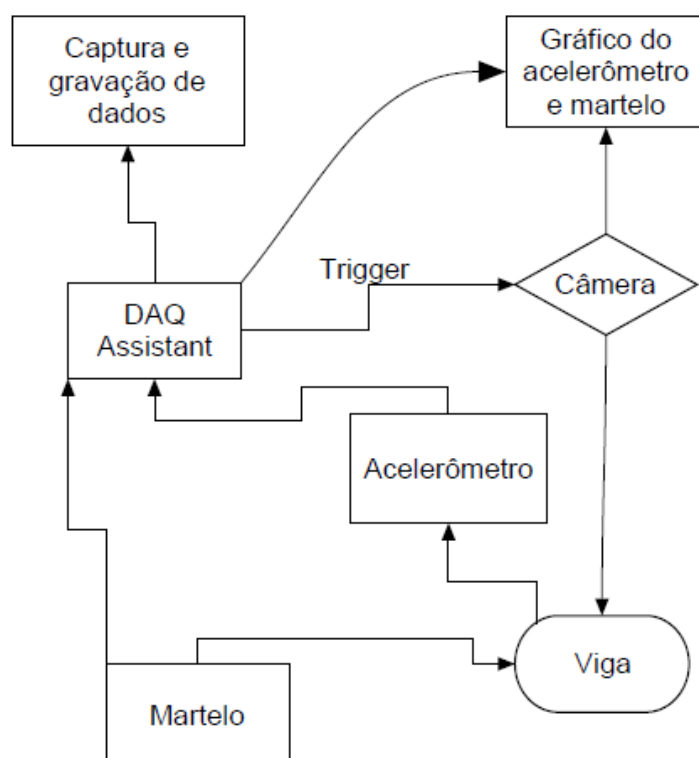 Captura e
gravação de
dados
Gráfico do
acelerômetro
e martelo
Trigger
Câmera
DAQ
Assistant
Acelerômetro
Viga
Martelo